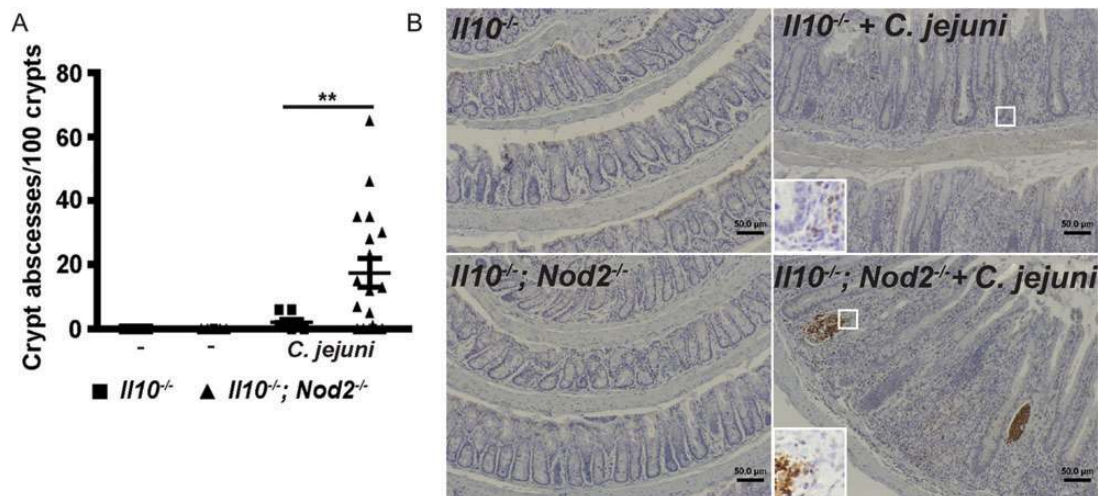 A
Crypt abscesses/100 crypts
80
60
40
20
0
**
- - C. jejuni
■ Il10-/- ▲ Il10-/-; Nod2-/-
B
Il10-/-
50.0 µm
Il10-/- + C. jejuni
50.0 µm
Il10-/-; Nod2-/-
50.0 µm
Il10-/-; Nod2-/- + C. jejuni
50.0 µm